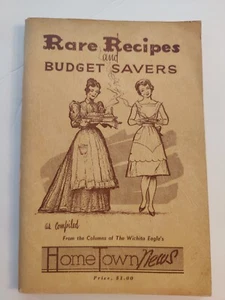 Rare Recipes
and
BUDGET SAVERS
as Compiled
From the Columns of The Wichita Eagle's
Home Town News
Price, $1.00